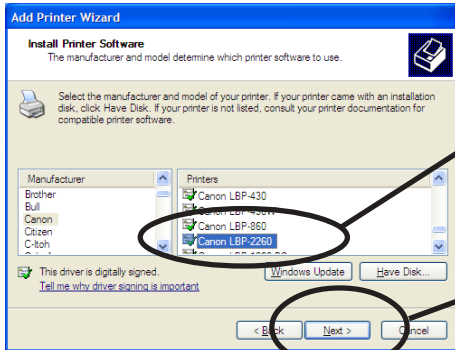 Add Printer Wizard
Install Printer Software
The manufacturer and model determine which printer software to use.
Select the manufacturer and model of your printer. If your printer came with an installation
disk, click Have Disk. If your printer is not listed, consult your printer documentation for
compatible printer software.
Manufacturer
Brother
Bull
Canon
Citizen
C-Itoh
Printers
Canon LBP-430
Canon LBP-860
Canon LBP-2260
This driver is digitally signed.
Tell me why driver signing is important
Windows Update
Have Disk...
< Back
Next >
Cancel